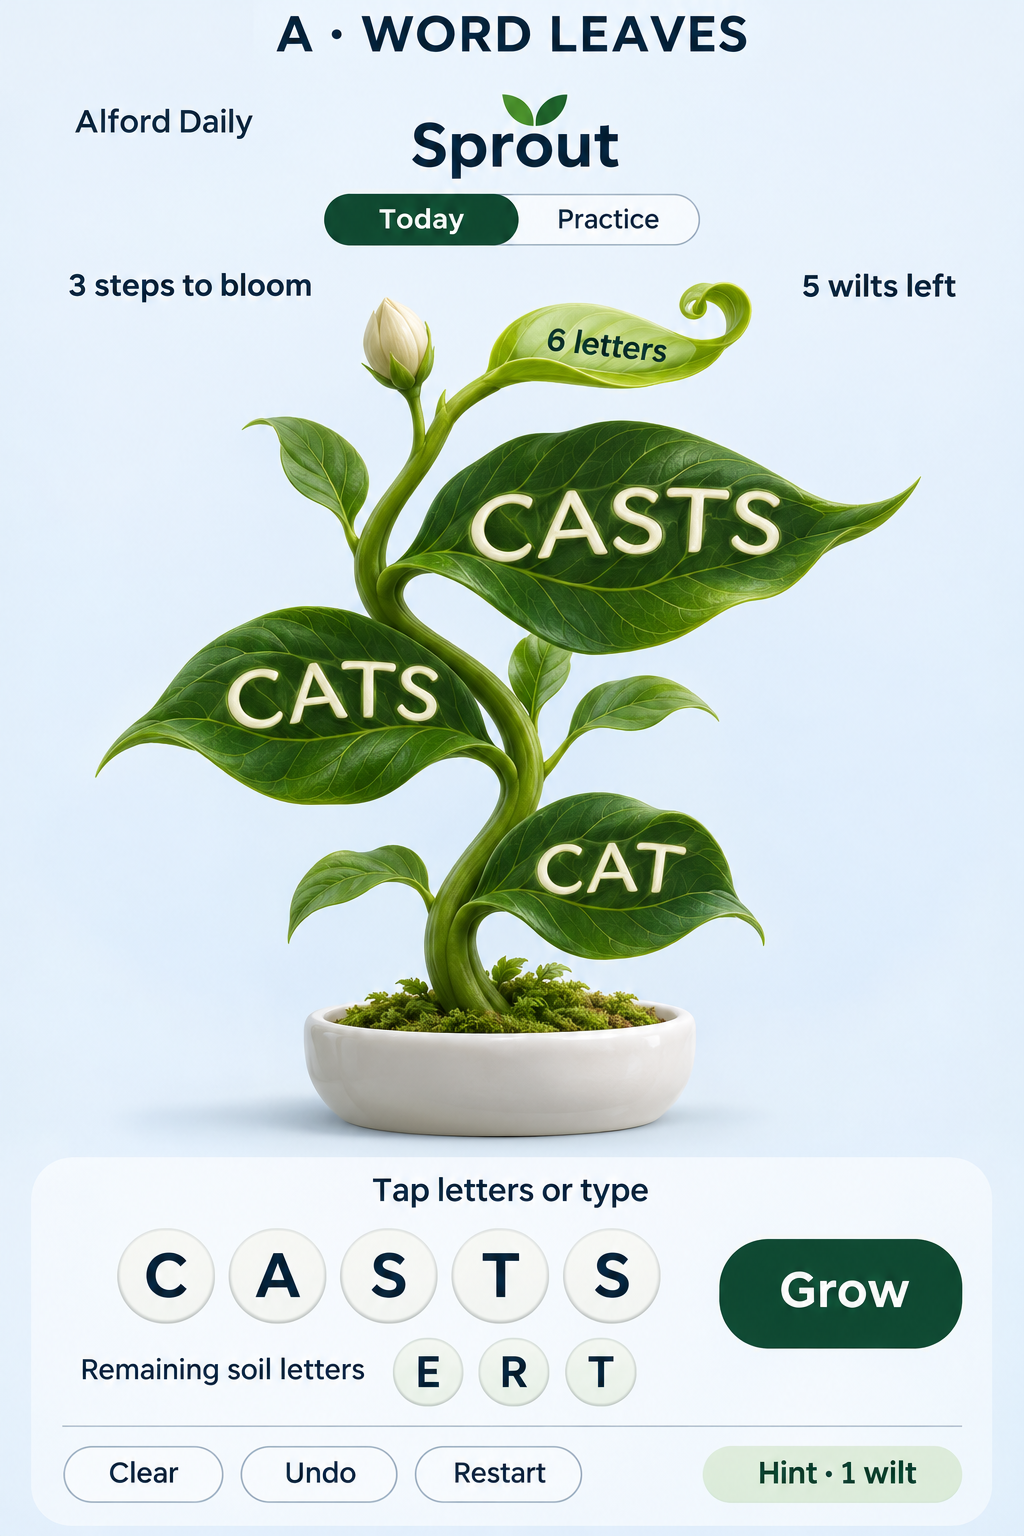 A · WORD LEAVES
Alford Daily
Sprout
Today
Practice
3 steps to bloom
5 wilts left
6 letters
CASTS
CATS
CAT
Tap letters or type
C A S T S
Grow
Remaining soil letters
E R T
Clear
Undo
Restart
Hint · 1 wilt